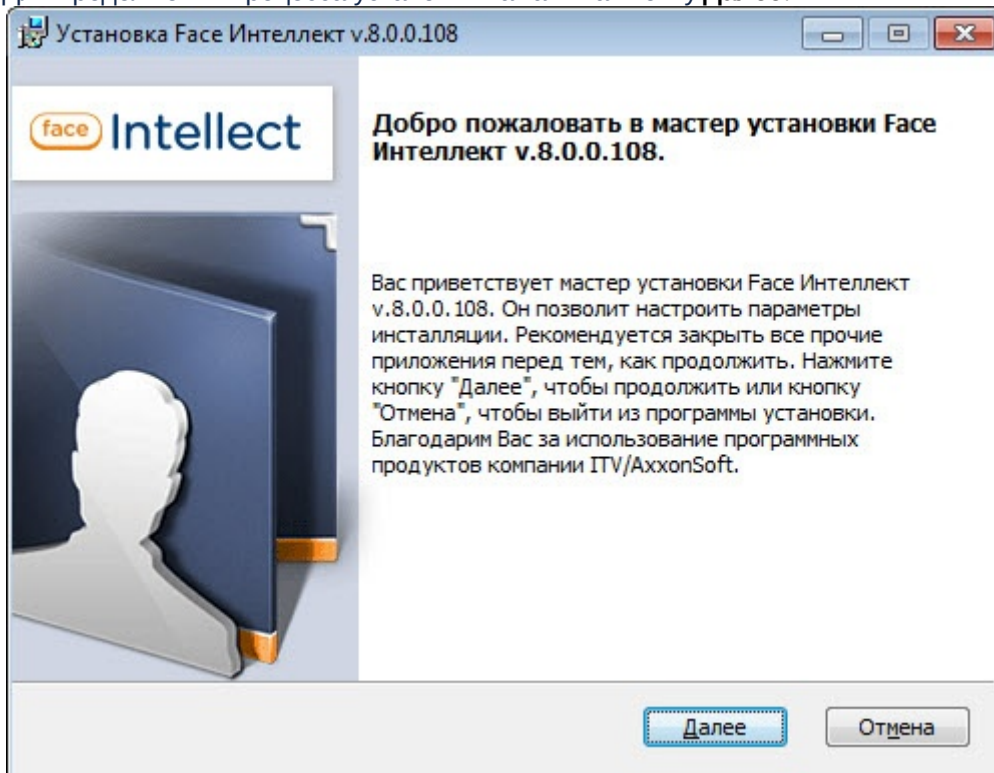 Установка Face Интеллект v.8.0.0.108
face Intellect
Добро пожаловать в мастер установки Face
Интеллект v.8.0.0.108.
Вас приветствует мастер установки Face Интеллект
v.8.0.0.108. Он позволит настроить параметры
инсталляции. Рекомендуется закрыть все прочие
приложения перед тем, как продолжить. Нажмите
кнопку "Далее", чтобы продолжить или кнопку
"Отмена", чтобы выйти из программы установки.
Благодарим Вас за использование программных
продуктов компании ITV/AxxonSoft.
Далее
Отмена